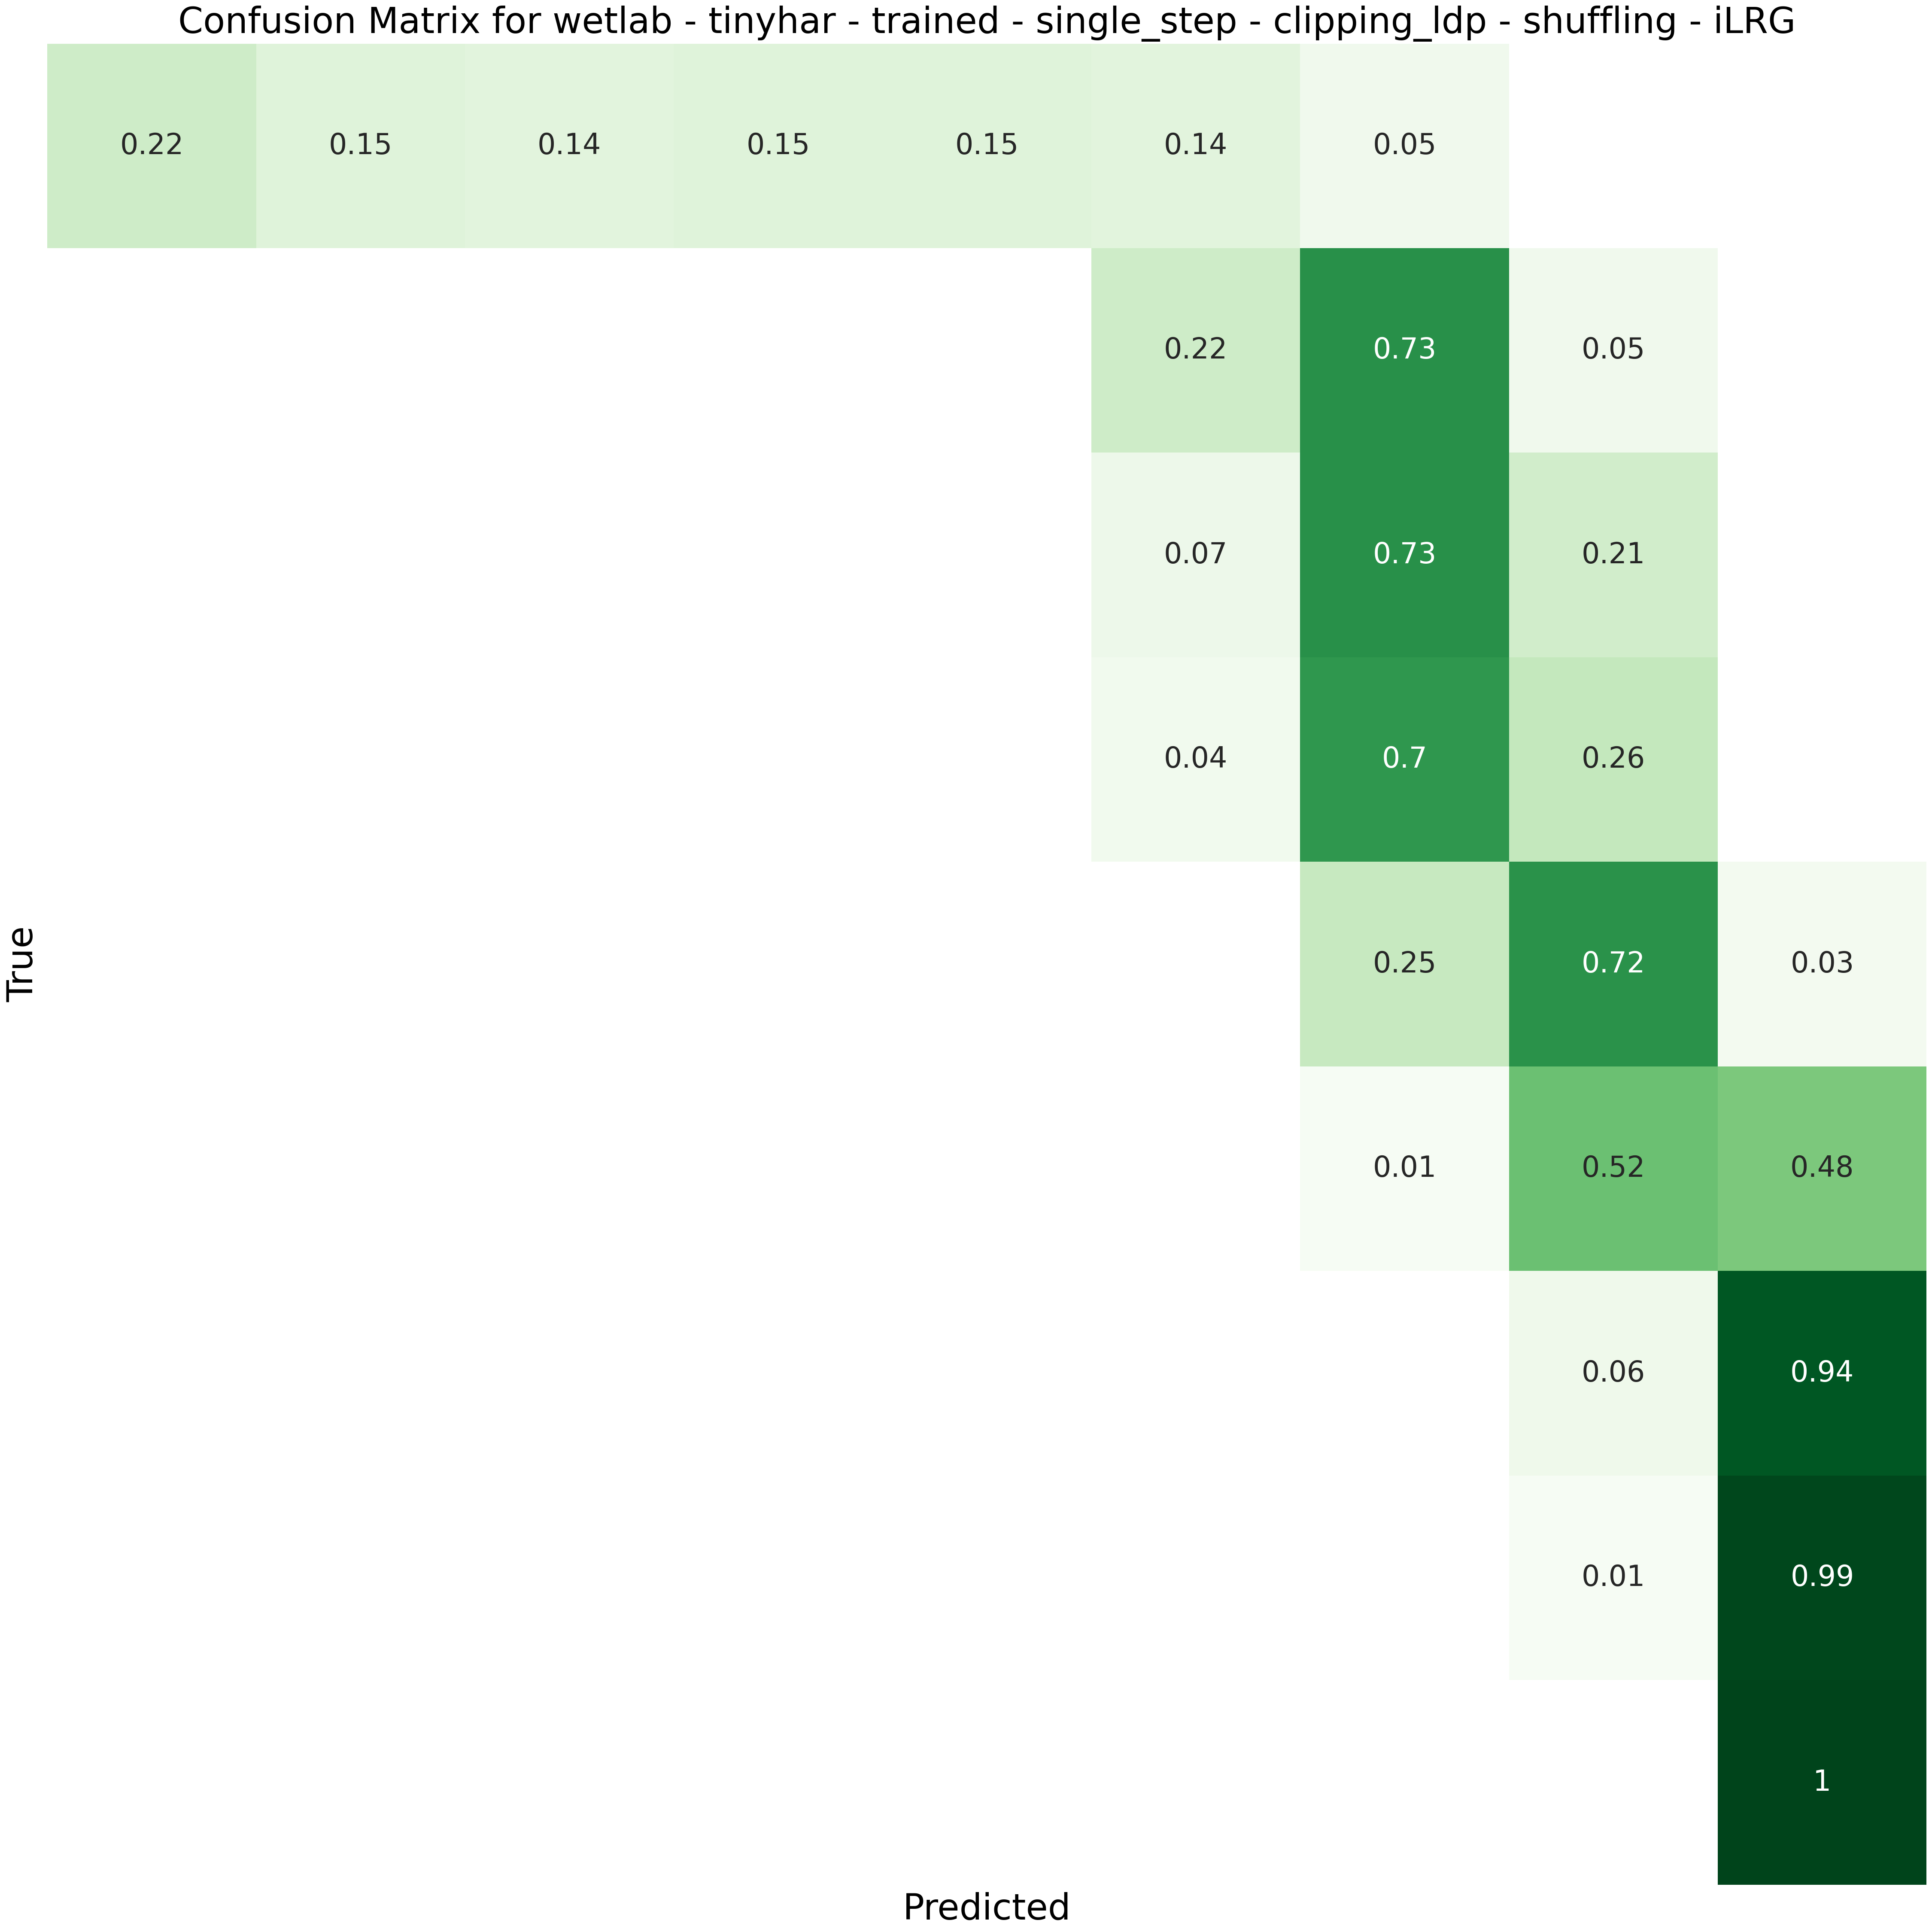 Confusion Matrix for wetlab - tinyhar - trained - single_step - clipping_ldp - shuffling - iLRG
0.22 0.15 0.14 0.15 0.15 0.14 0.05
0.22 0.73 0.05
0.07 0.73 0.21
0.04 0.7 0.26
0.25 0.72 0.03
0.01 0.52 0.48
0.06 0.94
0.01 0.99
1
True
Predicted